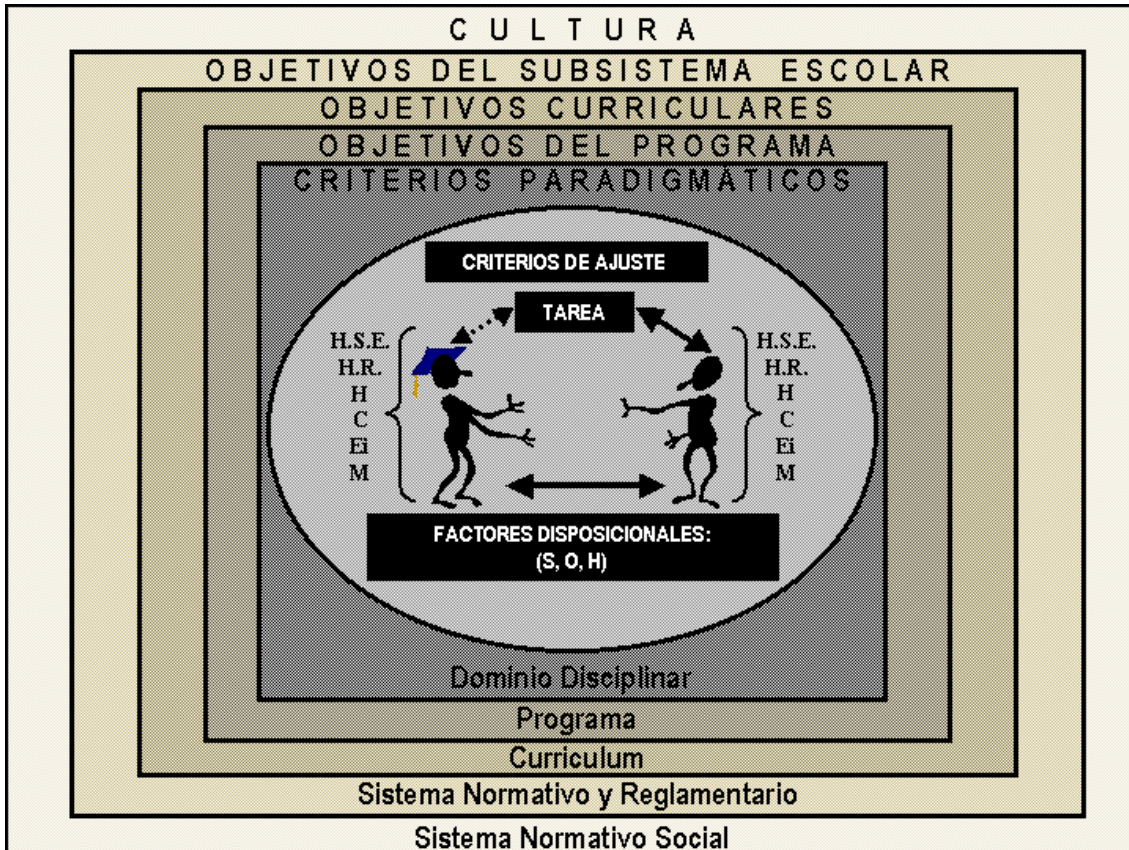 CULTURA
OBJETIVOS DEL SUBSISTEMA ESCOLAR
OBJETIVOS CURRICULARES
OBJETIVOS DEL PROGRAMA
CRITERIOS PARADIGMÁTICOS
CRITERIOS DE AJUSTE
TAREA
H.S.E.
H.R.
H
C
Ei
M
H.S.E.
H.R.
H
C
Ei
M
FACTORES DISPOSICIONALES:
(S, O, H)
Dominio Disciplinar
Programa
Curriculum
Sistema Normativo y Reglamentario
Sistema Normativo Social